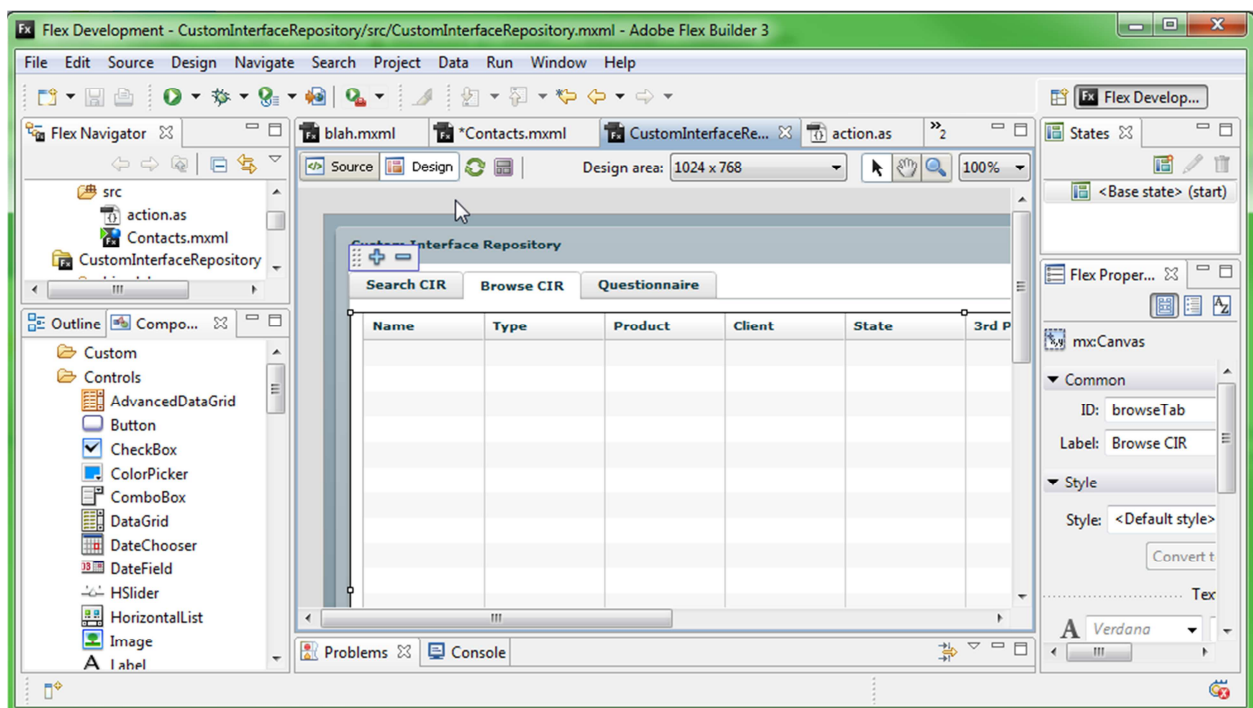 Fx Flex Development - CustomInterfaceRepository/src/CustomInterfaceRepository.mxml - Adobe Flex Builder 3
File Edit Source Design Navigate Search Project Data Run Window Help
Fx Flex Develop...
Flex Navigator
blah.mxml
*Contacts.mxml
CustomInterfaceRe...
action.as
»2
States
Source
Design
Design area: 1024 x 768
100%
<Base state> (start)
src
action.as
Contacts.mxml
CustomInterfaceRepository
Custom Interface Repository
Search CIR
Browse CIR
Questionnaire
Name Type Product Client State 3rd P
Outline
Compo...
Custom
Controls
AdvancedDataGrid
Button
CheckBox
ColorPicker
ComboBox
DataGrid
DateChooser
DateField
HSlider
HorizontalList
Image
Label
Problems
Console
Flex Proper...
mx:Canvas
Common
ID: browseTab
Label: Browse CIR
Style
Style: <Default style>
Convert t
Tex
A Verdana